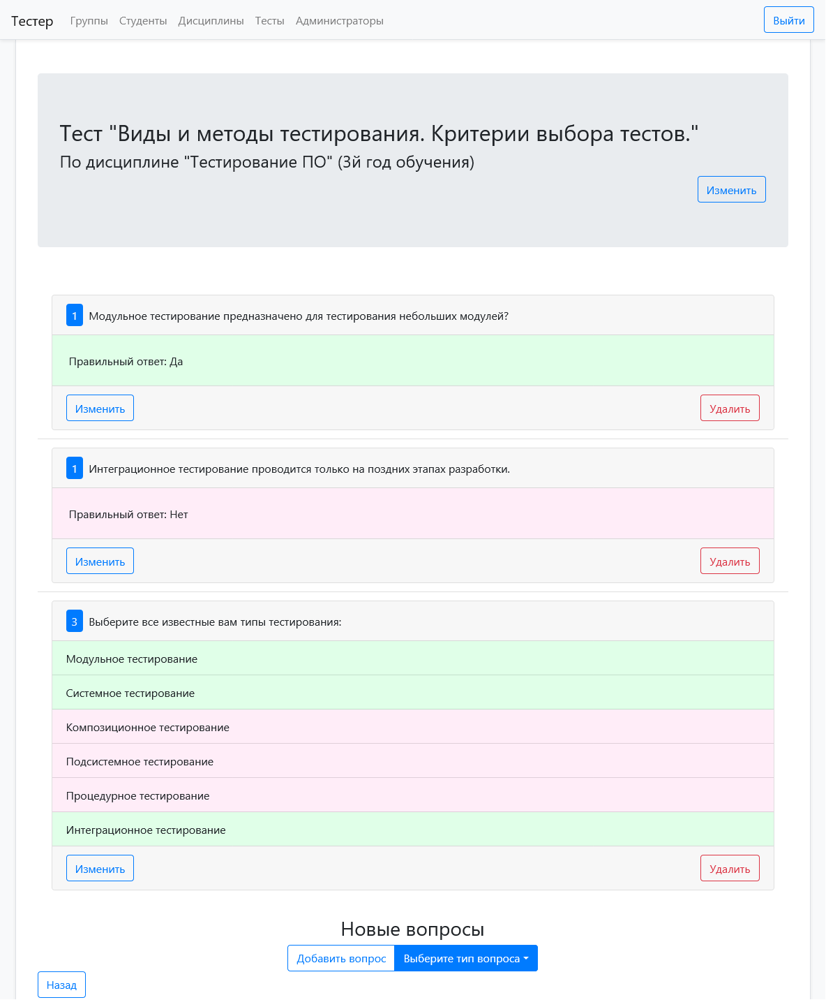 Тестер Группы Студенты Дисциплины Тесты Администраторы Выйти
Тест "Виды и методы тестирования. Критерии выбора тестов."
По дисциплине "Тестирование ПО" (3й год обучения)
Изменить
1 Модульное тестирование предназначено для тестирования небольших модулей?
Правильный ответ: Да
Изменить Удалить
1 Интеграционное тестирование проводится только на поздних этапах разработки.
Правильный ответ: Нет
Изменить Удалить
3 Выберите все известные вам типы тестирования:
Модульное тестирование
Системное тестирование
Композиционное тестирование
Подсистемное тестирование
Процедурное тестирование
Интеграционное тестирование
Изменить Удалить
Новые вопросы
Добавить вопрос Выберите тип вопроса
Назад